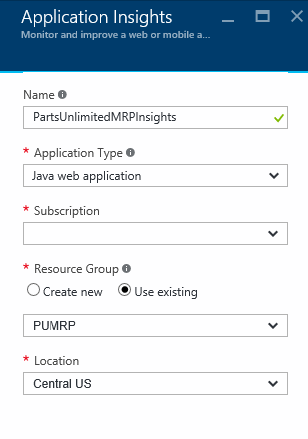 Application Insights
Monitor and improve a web or mobile a...
Name
PartsUnlimitedMRPInsights
* Application Type
Java web application
* Subscription
* Resource Group
Create new Use existing
PUMRP
* Location
Central US